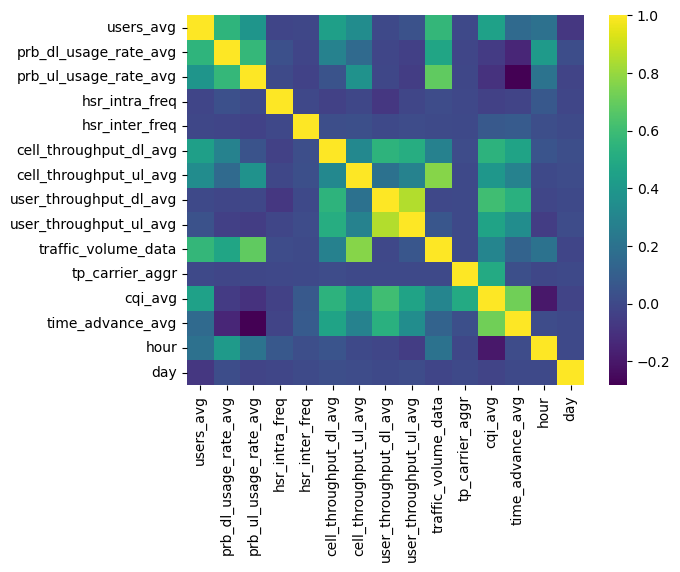 users_avg
prb_dl_usage_rate_avg
prb_ul_usage_rate_avg
hsr_intra_freq
hsr_inter_freq
cell_throughput_dl_avg
cell_throughput_ul_avg
user_throughput_dl_avg
user_throughput_ul_avg
traffic_volume_data
tp_carrier_aggr
cqi_avg
time_advance_avg
hour
day
users_avg
prb_dl_usage_rate_avg
prb_ul_usage_rate_avg
hsr_intra_freq
hsr_inter_freq
cell_throughput_dl_avg
cell_throughput_ul_avg
user_throughput_dl_avg
user_throughput_ul_avg
traffic_volume_data
tp_carrier_aggr
cqi_avg
time_advance_avg
hour
day
1.0
0.8
0.6
0.4
0.2
0.0
−0.2